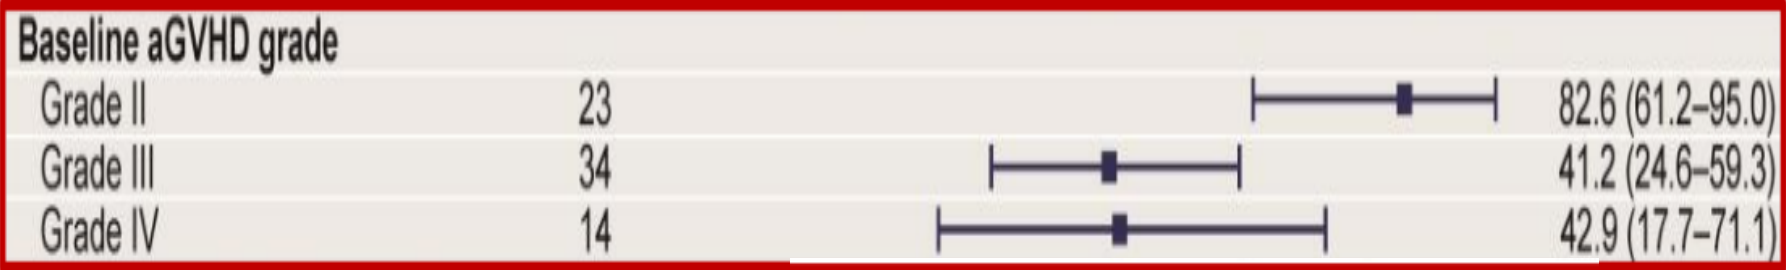 Baseline aGVHD grade
Grade II 23 82.6 (61.2–95.0)
Grade III 34 41.2 (24.6–59.3)
Grade IV 14 42.9 (17.7–71.1)